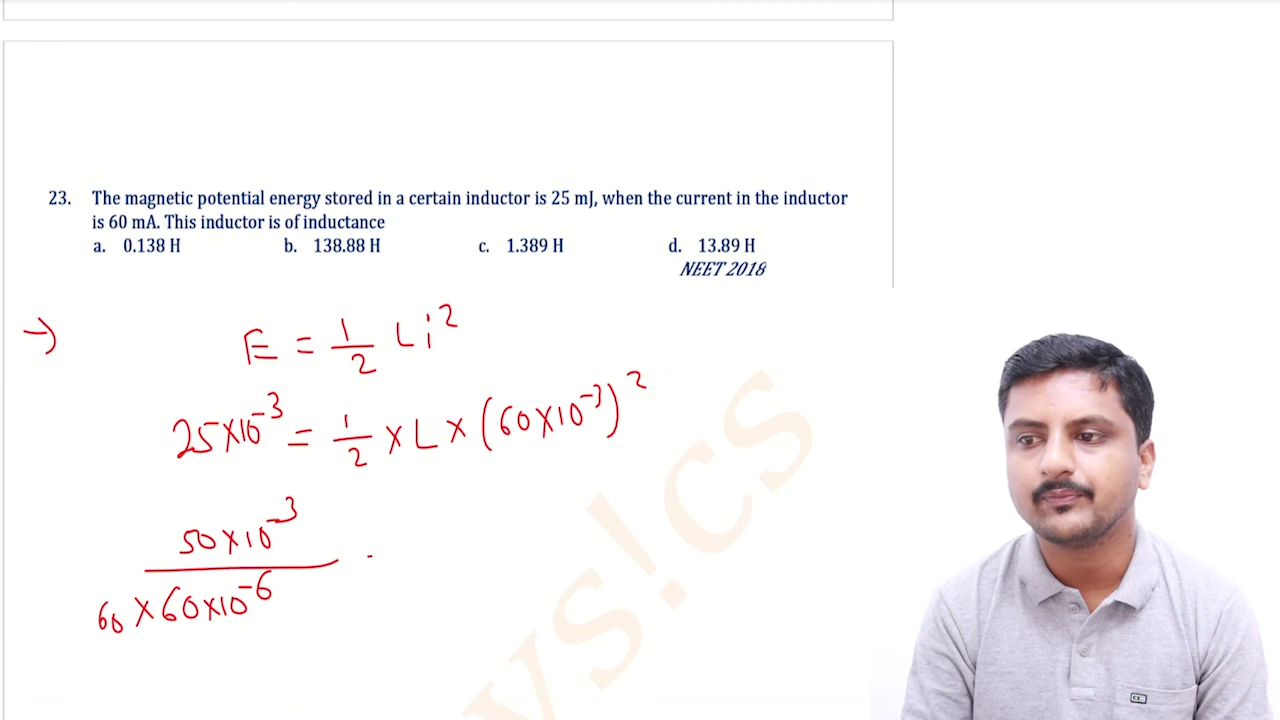 23. The magnetic potential energy stored in a certain inductor is 25 mJ, when the current in the inductor
is 60 mA. This inductor is of inductance
a. 0.138 H b. 138.88 H c. 1.389 H d. 13.89 H
NEET 2018
→ E = 1/2 Li²
25×10⁻³ = 1/2 × L × (60×10⁻³)²
50×10⁻³
60×60×10⁻⁶